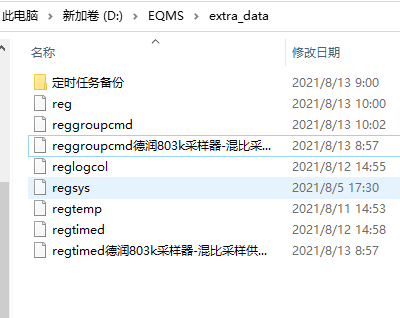 此电脑 › 新加卷 (D:) › EQMS › extra_data
名称 修改日期
定时任务备份 2021/8/13 9:00
reg 2021/8/13 10:00
reggroupcmd 2021/8/13 10:02
reggroupcmd德润803k采样器-混比采... 2021/8/13 8:57
reglogcol 2021/8/12 14:55
regsys 2021/8/5 17:30
regtemp 2021/8/11 14:53
regtimed 2021/8/12 14:58
regtimed德润803k采样器-混比采样供... 2021/8/13 8:57